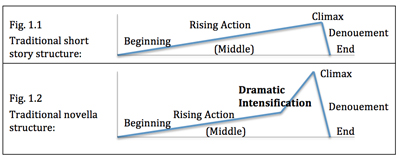 Fig. 1.1
Traditional short
story structure:
Climax
Rising Action
Denouement
Beginning
(Middle)
End
Fig. 1.2
Traditional novella
structure:
Climax
Dramatic
Intensification
Rising Action
Denouement
Beginning
(Middle)
End